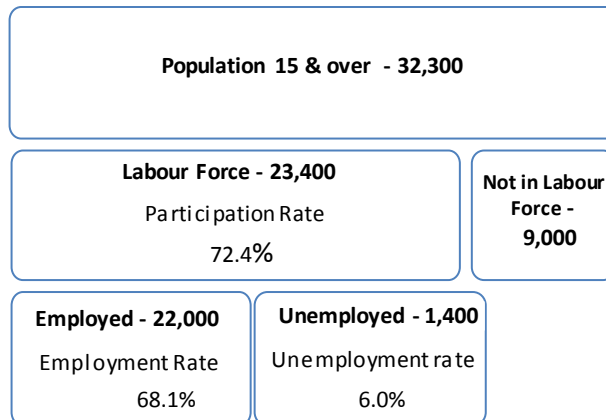 Population 15 & over - 32,300
Labour Force - 23,400
Participation Rate
72.4%
Not in Labour
Force -
9,000
Employed - 22,000
Employment Rate
68.1%
Unemployed - 1,400
Unemployment rate
6.0%